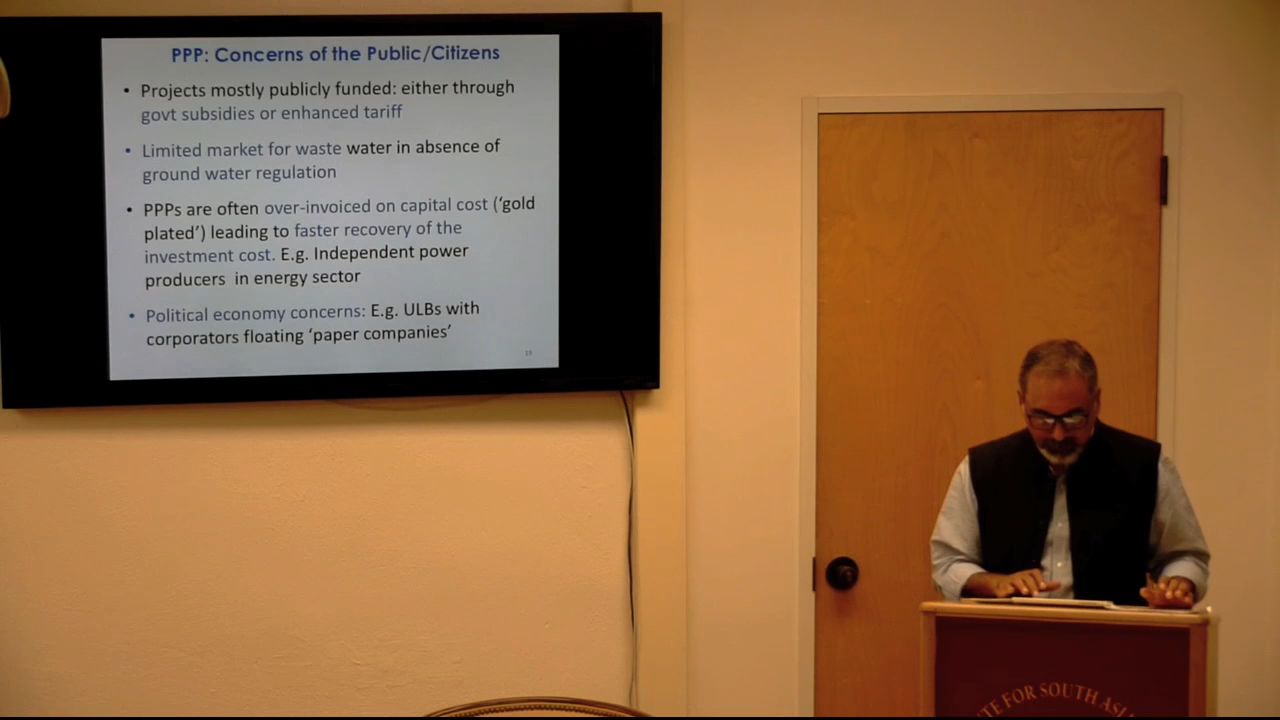 PPP: Concerns of the Public/Citizens
• Projects mostly publicly funded: either through
govt subsidies or enhanced tariff
• Limited market for waste water in absence of
ground water regulation
• PPPs are often over-invoiced on capital cost (‘gold
plated’) leading to faster recovery of the
investment cost. E.g. Independent power
producers in energy sector
• Political economy concerns: E.g. ULBs with
corporators floating ‘paper companies’
FOR SOUTH